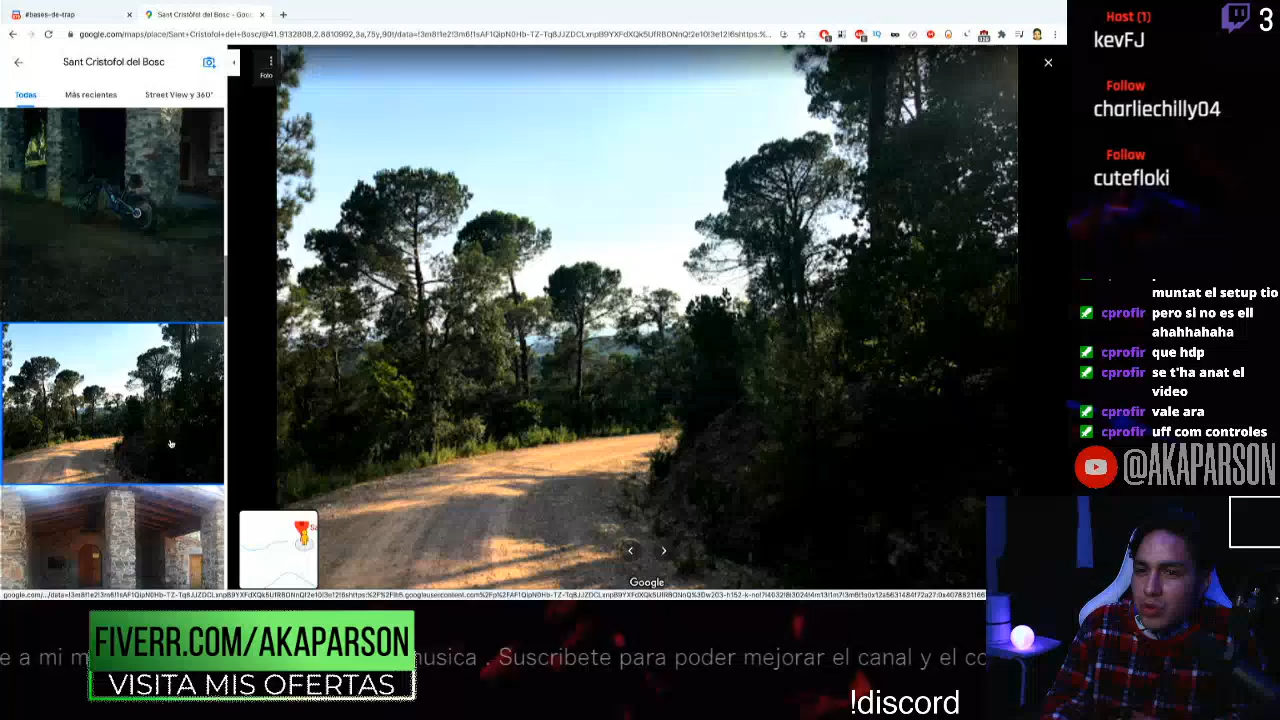 #bases-de-trap
Sant Cristòfol del Bosc - Goo
Sant Cristofol del Bosc
Todas
Más recientes
Street View y 360°
Foto
Google
Host (1)
kevFJ
3
Follow
charliechilly04
Follow
cutefloki
muntat el setup tio
cprofir pero si no es ell
ahahhahaha
cprofir que hdp
cprofir se t'ha anat el
video
cprofir vale ara
cprofir uff com controles
@AKAPARSON
FIVERR.COM/AKAPARSON
VISITA MIS OFERTAS
e a mi m
usica . Suscribete para poder mejorar el canal y el co
!discord